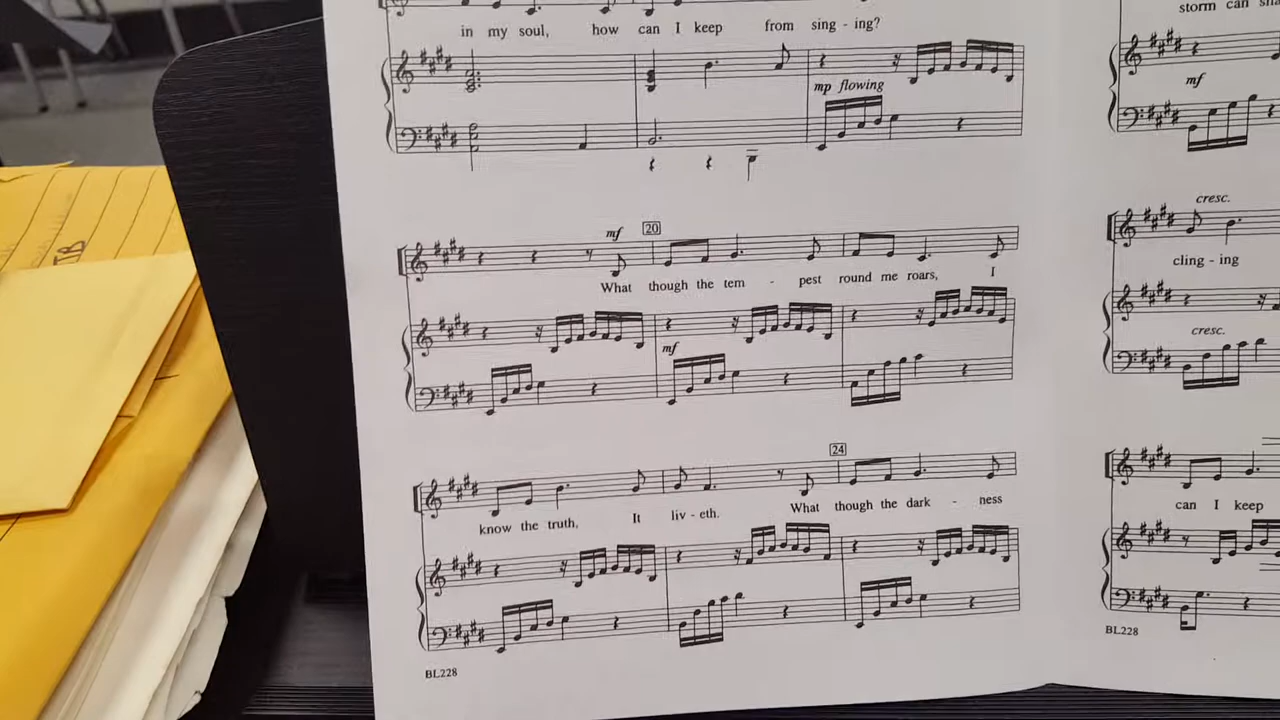 in my soul, how can I keep from sing - ing?
mp flowing
mf
20
What though the tem - pest round me roars, I
mf
24
know the truth, It liv - eth. What though the dark - ness
BL228
storm can
mf
cresc.
cling - ing
cresc.
can I keep
BL228